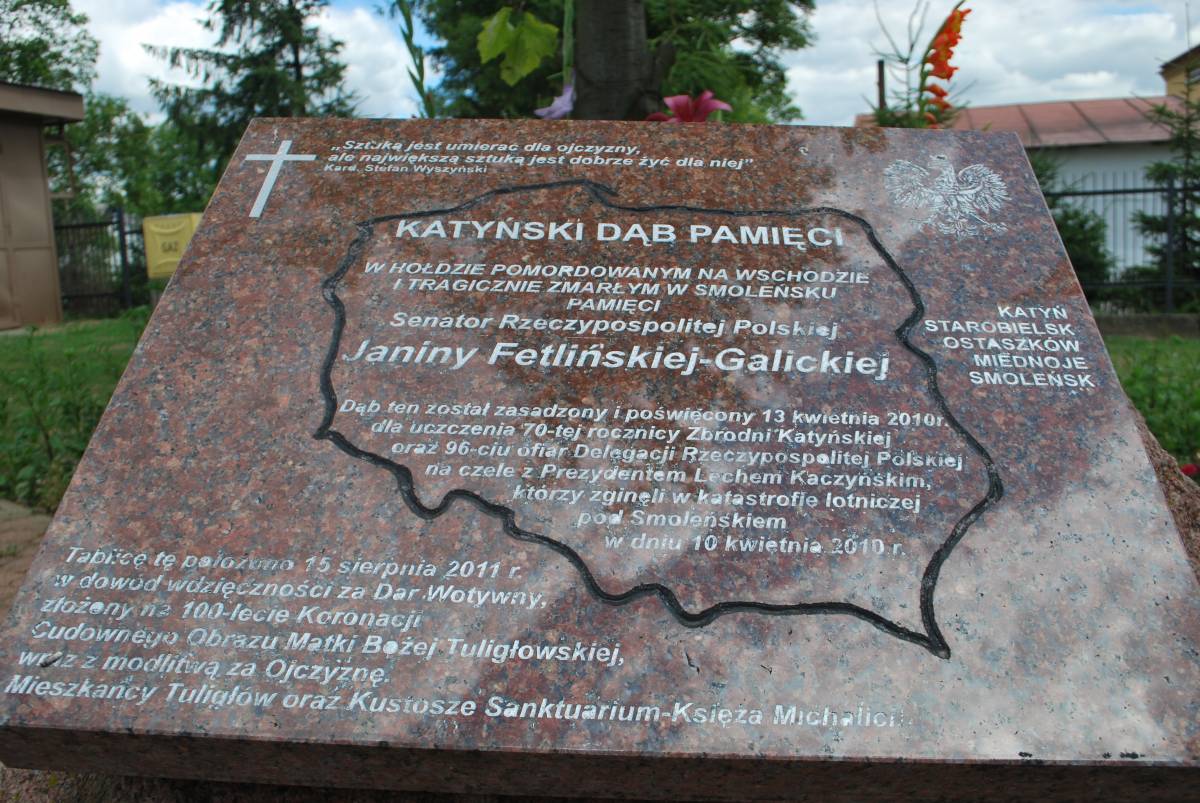 „Sztuką jest umierać dla ojczyzny,
ale największą sztuką jest dobrze żyć dla niej”
Kard. Stefan Wyszyński
KATYŃSKI DĄB PAMIĘCI
W HOŁDZIE POMORDOWANYM NA WSCHODZIE
I TRAGICZNIE ZMARŁYM W SMOLEŃSKU
PAMIĘCI
Senator Rzeczypospolitej Polskiej
Janiny Fetlińskiej-Galickiej
KATYŃ
STAROBIELSK
OSTASZKÓW
MIEDNOJE
SMOLEŃSK
Dąb ten został zasadzony i poświęcony 13 kwietnia 2010r.
dla uczczenia 70-tej rocznicy Zbrodni Katyńskiej
oraz 96-ciu ofiar Delegacji Rzeczypospolitej Polskiej
na czele z Prezydentem Lechem Kaczyńskim,
którzy zginęli w katastrofie lotniczej
pod Smoleńskiem
w dniu 10 kwietnia 2010 r.
Tablicę tę położono 15 sierpnia 2011 r.
w dowód wdzięczności za Dar Wotywny,
złożony na 100-lecie Koronacji
Cudownego Obrazu Matki Bożej Tuligłowskiej,
wraz z modlitwą za Ojczyznę.
Mieszkańcy Tuligłów oraz Kustosze Sanktuarium-Księża Michalici.
GAZ